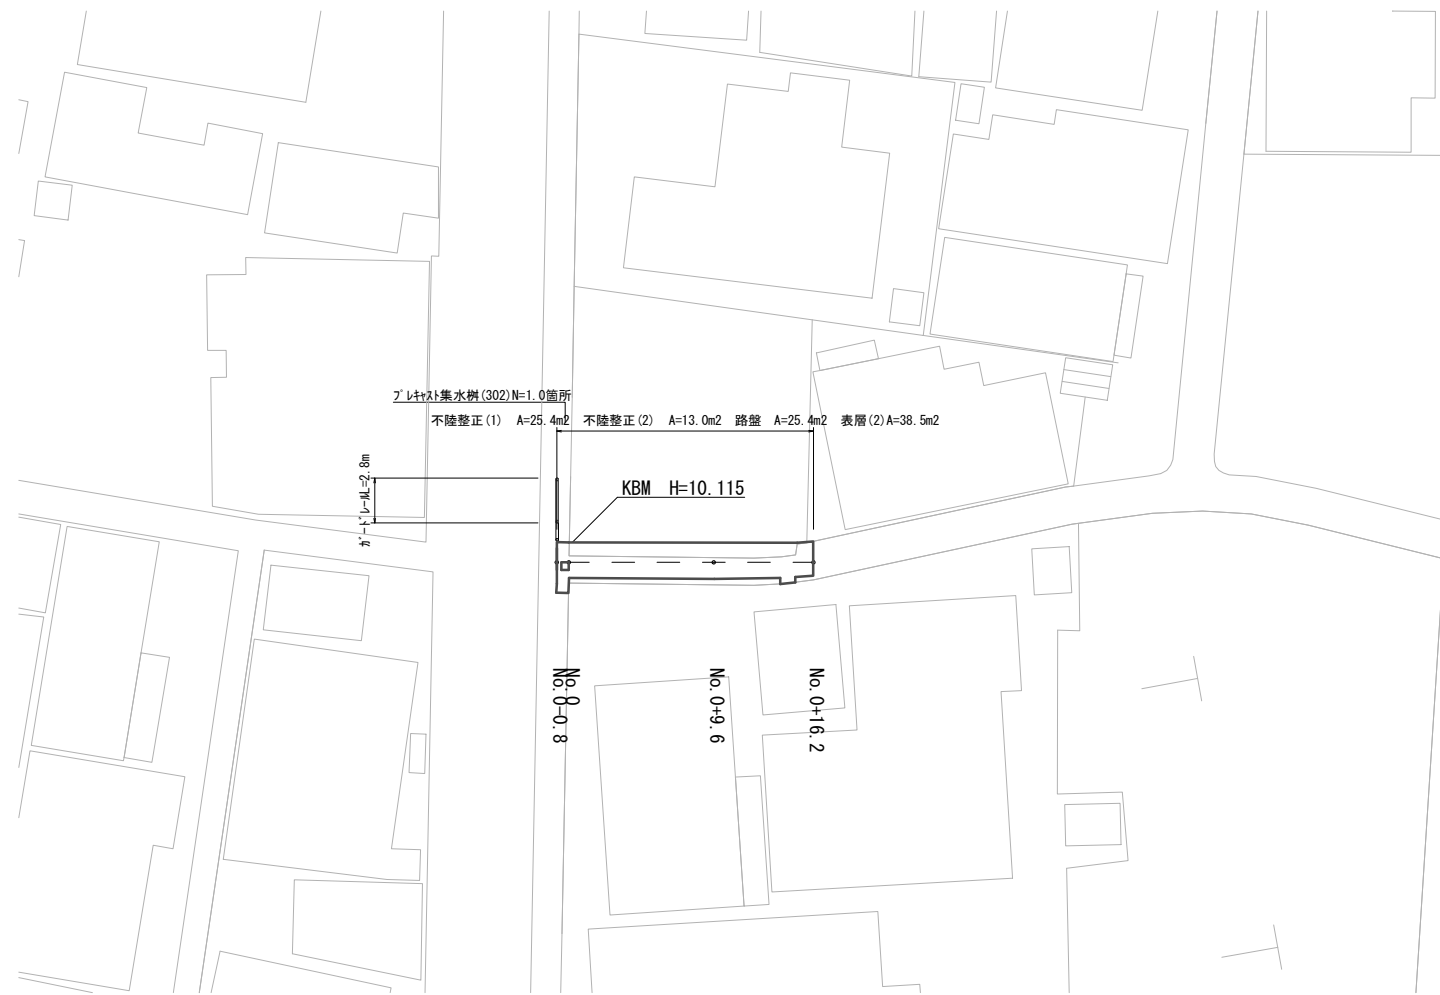 プレキャスト集水桝(302)N=1.0箇所
不陸整正(1) A=25.4m2 不陸整正(2) A=13.0m2 路盤 A=25.4m2 表層(2)A=38.5m2
ガードレールL=2.8m
KBM H=10.115
No.0-0.8
No.0
No.0+9.6
No.0+16.2